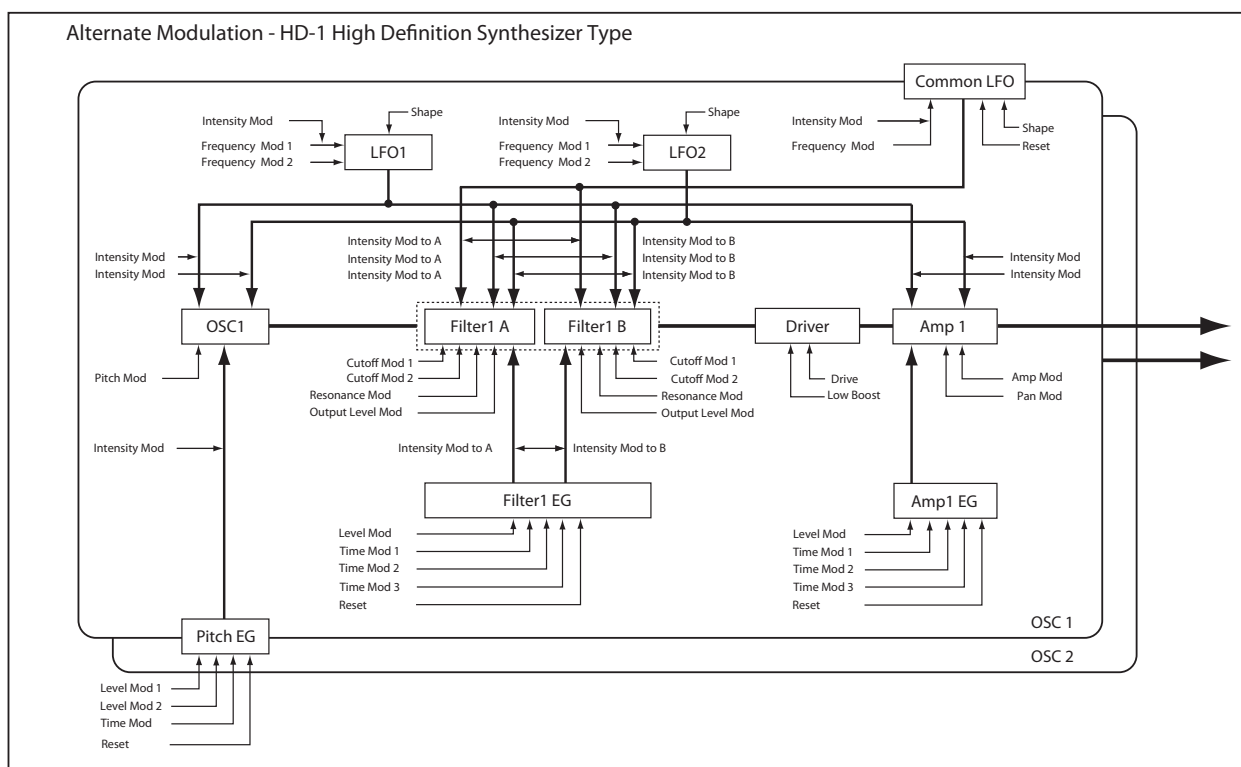 Alternate Modulation - HD-1 High Definition Synthesizer Type
Common LFO
Intensity Mod
Frequency Mod
Shape
Reset
Shape
Intensity Mod
Frequency Mod 1
Frequency Mod 2
LFO1
Shape
Intensity Mod
Frequency Mod 1
Frequency Mod 2
LFO2
Intensity Mod
Intensity Mod
Intensity Mod to A
Intensity Mod to A
Intensity Mod to A
Intensity Mod to B
Intensity Mod to B
Intensity Mod to B
Intensity Mod
Intensity Mod
OSC1
Filter1 A
Filter1 B
Driver
Amp 1
Pitch Mod
Cutoff Mod 1
Cutoff Mod 2
Resonance Mod
Output Level Mod
Cutoff Mod 1
Cutoff Mod 2
Resonance Mod
Output Level Mod
Drive
Low Boost
Amp Mod
Pan Mod
Intensity Mod
Intensity Mod to A
Intensity Mod to B
Filter1 EG
Level Mod
Time Mod 1
Time Mod 2
Time Mod 3
Reset
Amp1 EG
Level Mod
Time Mod 1
Time Mod 2
Time Mod 3
Reset
OSC 1
OSC 2
Pitch EG
Level Mod 1
Level Mod 2
Time Mod
Reset